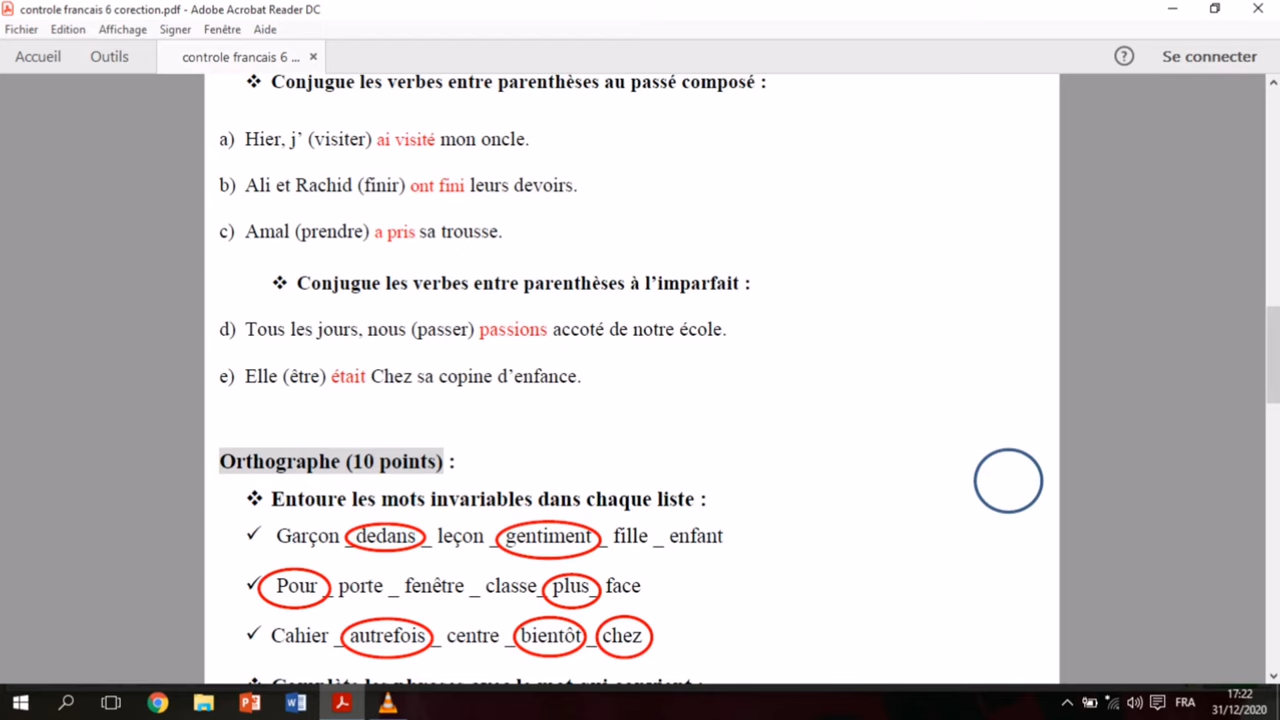 controle francais 6 corection.pdf - Adobe Acrobat Reader DC
Fichier Edition Affichage Signer Fenêtre Aide
Accueil Outils controle francais 6 ... × ? Se connecter
❖ Conjugue les verbes entre parenthèses au passé composé :
a) Hier, j’ (visiter) ai visité mon oncle.
b) Ali et Rachid (finir) ont fini leurs devoirs.
c) Amal (prendre) a pris sa trousse.
❖ Conjugue les verbes entre parenthèses à l’imparfait :
d) Tous les jours, nous (passer) passions accoté de notre école.
e) Elle (être) était Chez sa copine d’enfance.
Orthographe (10 points) :
❖ Entoure les mots invariables dans chaque liste :
✓ Garçon _dedans_ leçon _gentiment_ fille _ enfant
✓ Pour _ porte _ fenêtre _ classe_ plus_ face
✓ Cahier _autrefois_ centre _bientôt_ chez
17:22
FRA
31/12/2020